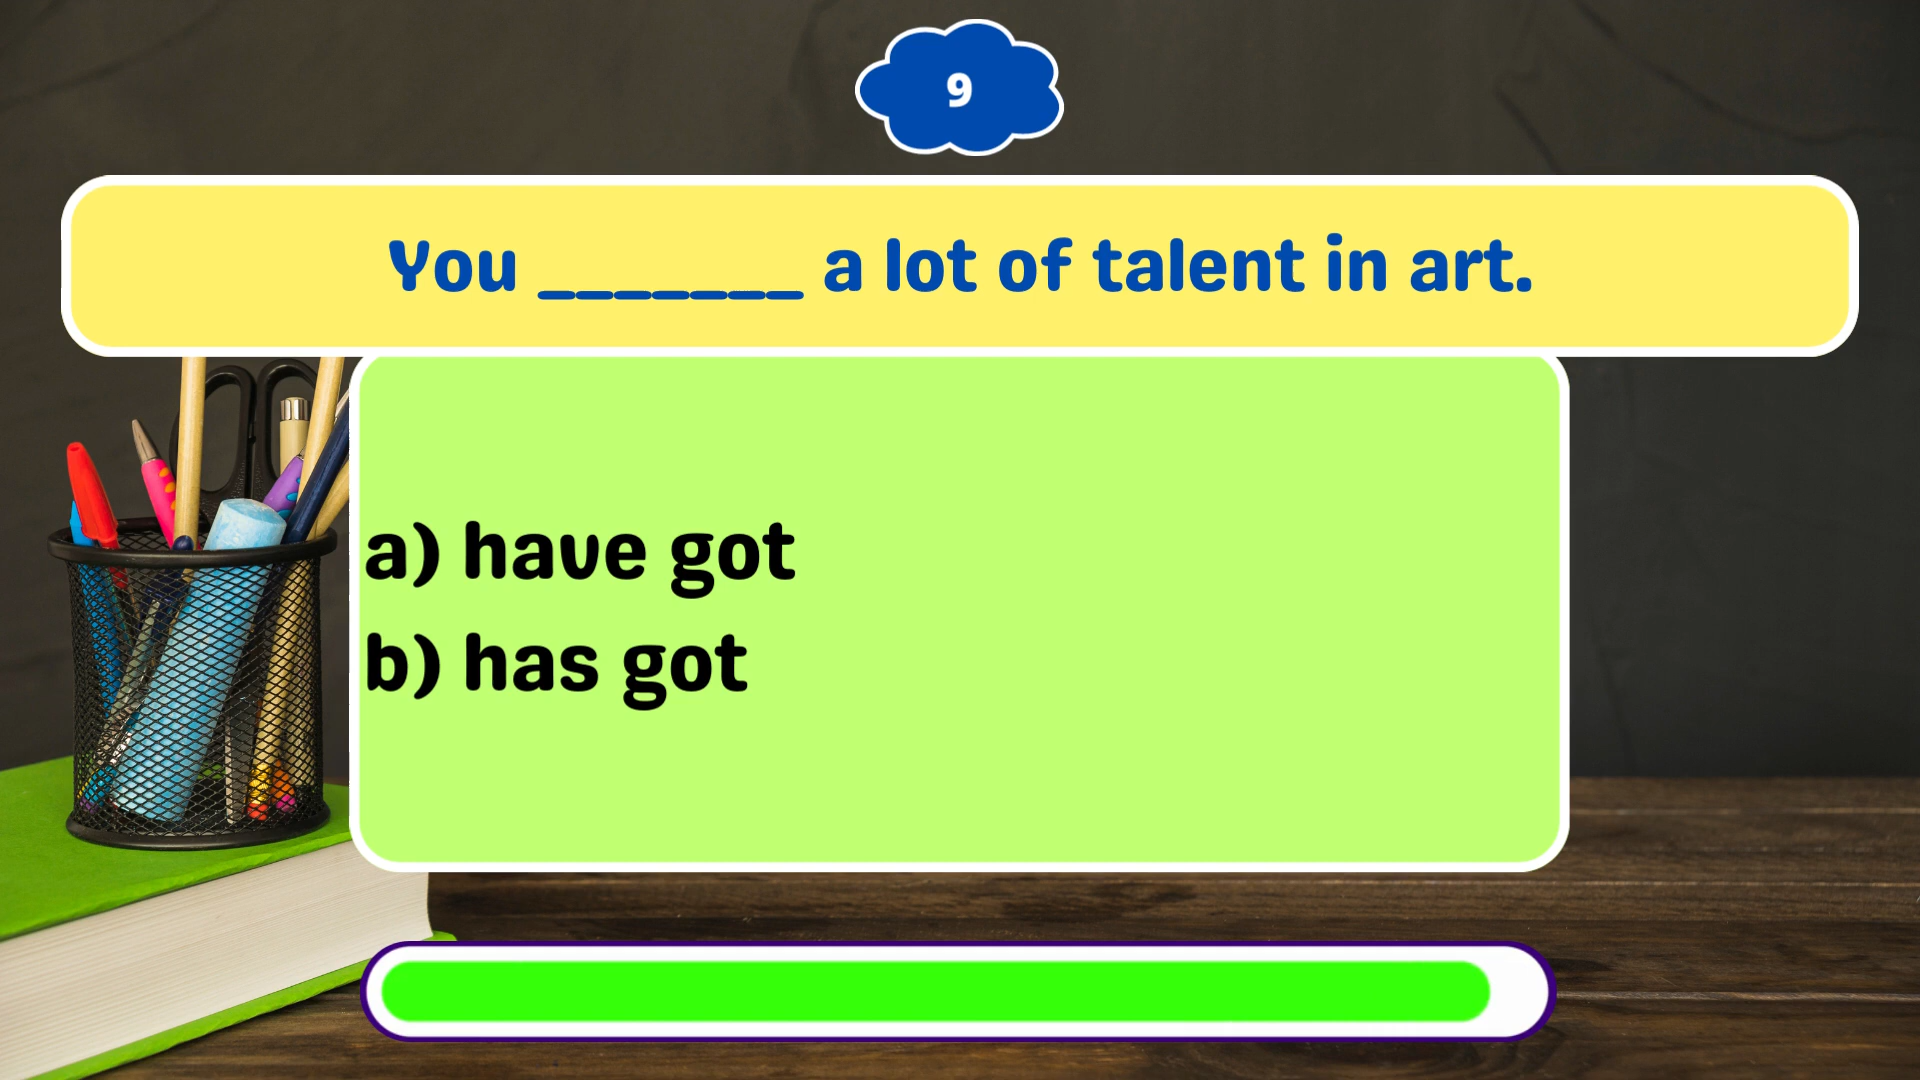 9
You _______ a lot of talent in art.
a) have got
b) has got